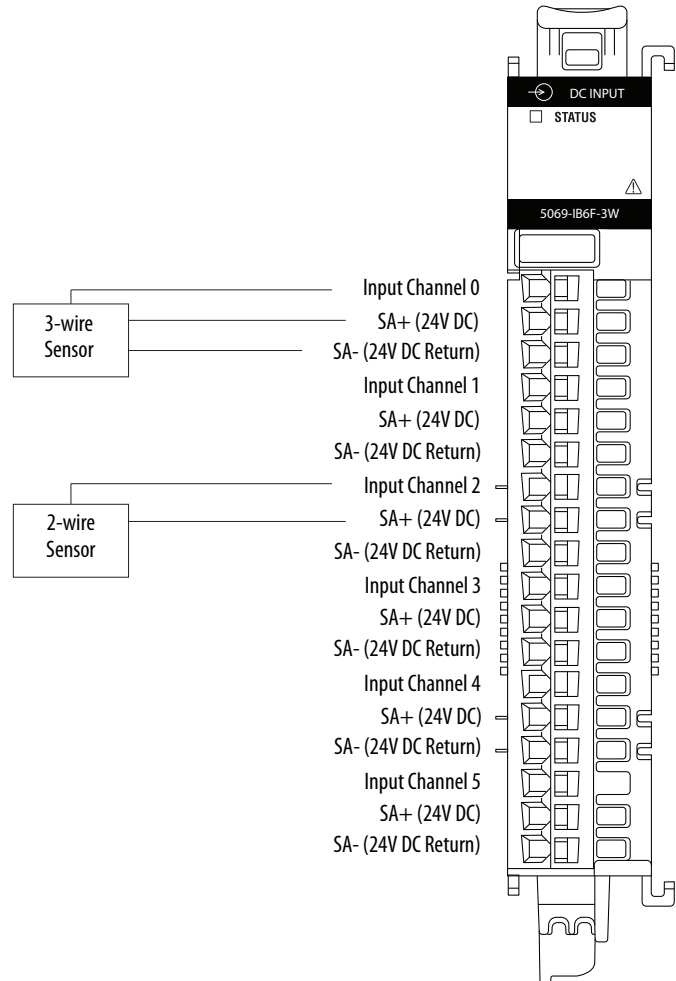 DC INPUT
STATUS
5069-IB6F-3W
Input Channel 0
3-wire
Sensor
SA+ (24V DC)
SA- (24V DC Return)
Input Channel 1
SA+ (24V DC)
SA- (24V DC Return)
Input Channel 2
2-wire
Sensor
SA+ (24V DC)
SA- (24V DC Return)
Input Channel 3
SA+ (24V DC)
SA- (24V DC Return)
Input Channel 4
SA+ (24V DC)
SA- (24V DC Return)
Input Channel 5
SA+ (24V DC)
SA- (24V DC Return)